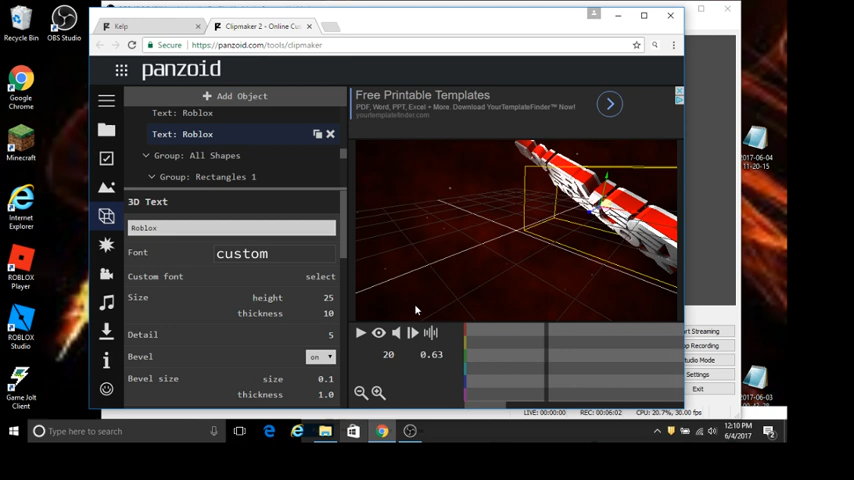 Recycle Bin
OBS Studio
Google
Chrome
Minecraft
Internet
Explorer
ROBLOX
Player
ROBLOX
Studio
Game Jolt
Client
Kelp
Clipmaker 2 - Online Cus
Secure
https://panzoid.com/tools/clipmaker
panzoid
Add Object
Text: Roblox
Text: Roblox
Group: All Shapes
Group: Rectangles 1
3D Text
Roblox
Font custom
Custom font select
Size height 25
thickness 10
Detail 5
Bevel on
Bevel size size 0.1
thickness 1.0
Free Printable Templates
PDF, Word, PPT, Excel + More. Download YourTemplateFinder™ Now!
yourtemplatefinder.com
20 0.63
2017-06-04
11-20-15
2017-06-03
art Streaming
op Recording
tudio Mode
Settings
Exit
LIVE: 00:00:00 REC: 00:06:02 CPU: 20.7%, 30.00 fps
Type here to search
12:10 PM
6/4/2017
2